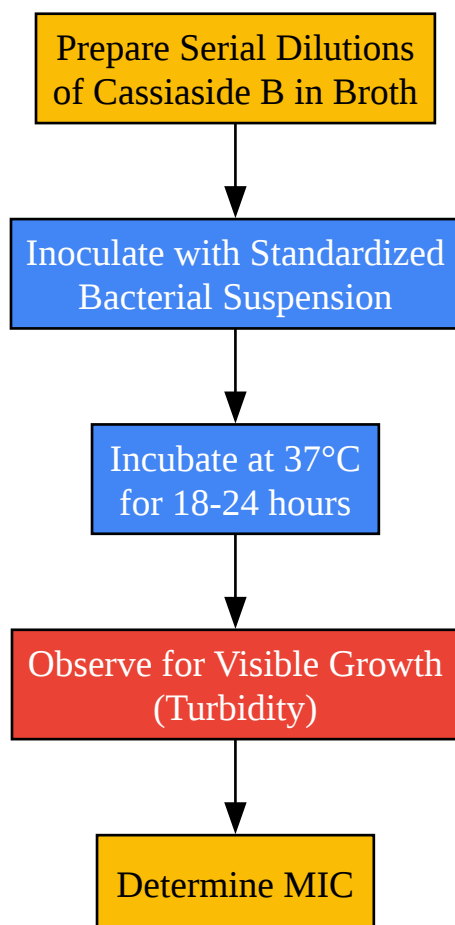 Prepare Serial Dilutions
of Cassiaside B in Broth
Inoculate with Standardized
Bacterial Suspension
Incubate at 37°C
for 18-24 hours
Observe for Visible Growth
(Turbidity)
Determine MIC